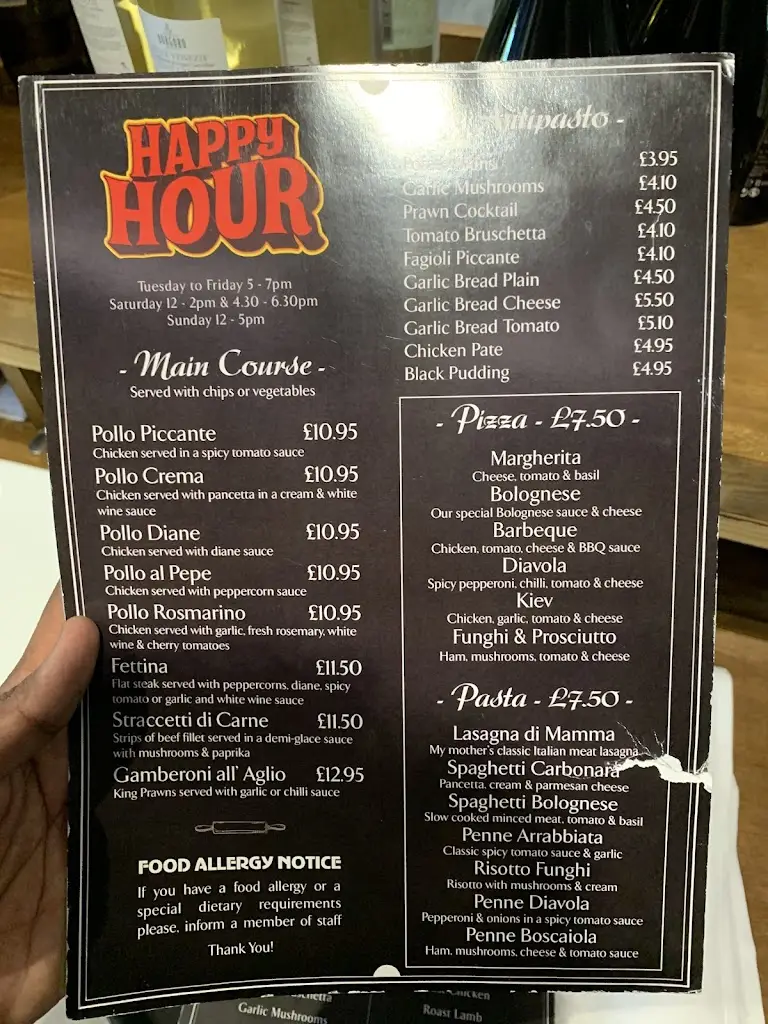 HAPPY
HOUR
Tuesday to Friday 5 - 7pm
Saturday 12 - 2pm & 4.30 - 6.30pm
Sunday 12 - 5pm
- Main Course -
Served with chips or vegetables
Pollo Piccante £10.95
Chicken served in a spicy tomato sauce
Pollo Crema £10.95
Chicken served with pancetta in a cream & white
wine sauce
Pollo Diane £10.95
Chicken served with diane sauce
Pollo al Pepe £10.95
Chicken served with peppercorn sauce
Pollo Rosmarino £10.95
Chicken served with garlic, fresh rosemary, white
wine & cherry tomatoes
Fettina £11.50
Flat steak served with peppercorns, diane, spicy
tomato or garlic and white wine sauce
Straccetti di Carne £11.50
Strips of beef fillet served in a demi-glace sauce
with mushrooms & paprika
Gamberoni all' Aglio £12.95
King Prawns served with garlic or chilli sauce
FOOD ALLERGY NOTICE
If you have a food allergy or a
special dietary requirements
please, inform a member of staff
Thank You!
£3.95
Garlic Mushrooms £4.10
Prawn Cocktail £4.50
Tomato Bruschetta £4.10
Fagioli Piccante £4.10
Garlic Bread Plain £4.50
Garlic Bread Cheese £5.50
Garlic Bread Tomato £5.10
Chicken Pate £4.95
Black Pudding £4.95
- Pizza - £7.50 -
Margherita
Cheese, tomato & basil
Bolognese
Our special Bolognese sauce & cheese
Barbeque
Chicken, tomato, cheese & BBQ sauce
Diavola
Spicy pepperoni, chilli, tomato & cheese
Kiev
Chicken, garlic, tomato & cheese
Funghi & Prosciutto
Ham, mushrooms, tomato & cheese
- Pasta - £7.50 -
Lasagna di Mamma
My mother's classic Italian meat lasagna
Spaghetti Carbonara
Pancetta, cream & parmesan cheese
Spaghetti Bolognese
Slow cooked minced meat, tomato & basil
Penne Arrabbiata
Classic spicy tomato sauce & garlic
Risotto Funghi
Risotto with mushrooms & cream
Penne Diavola
Pepperoni & onions in a spicy tomato sauce
Penne Boscaiola
Ham, mushrooms, cheese & tomato sauce
Garlic Mushrooms
Roast Lamb